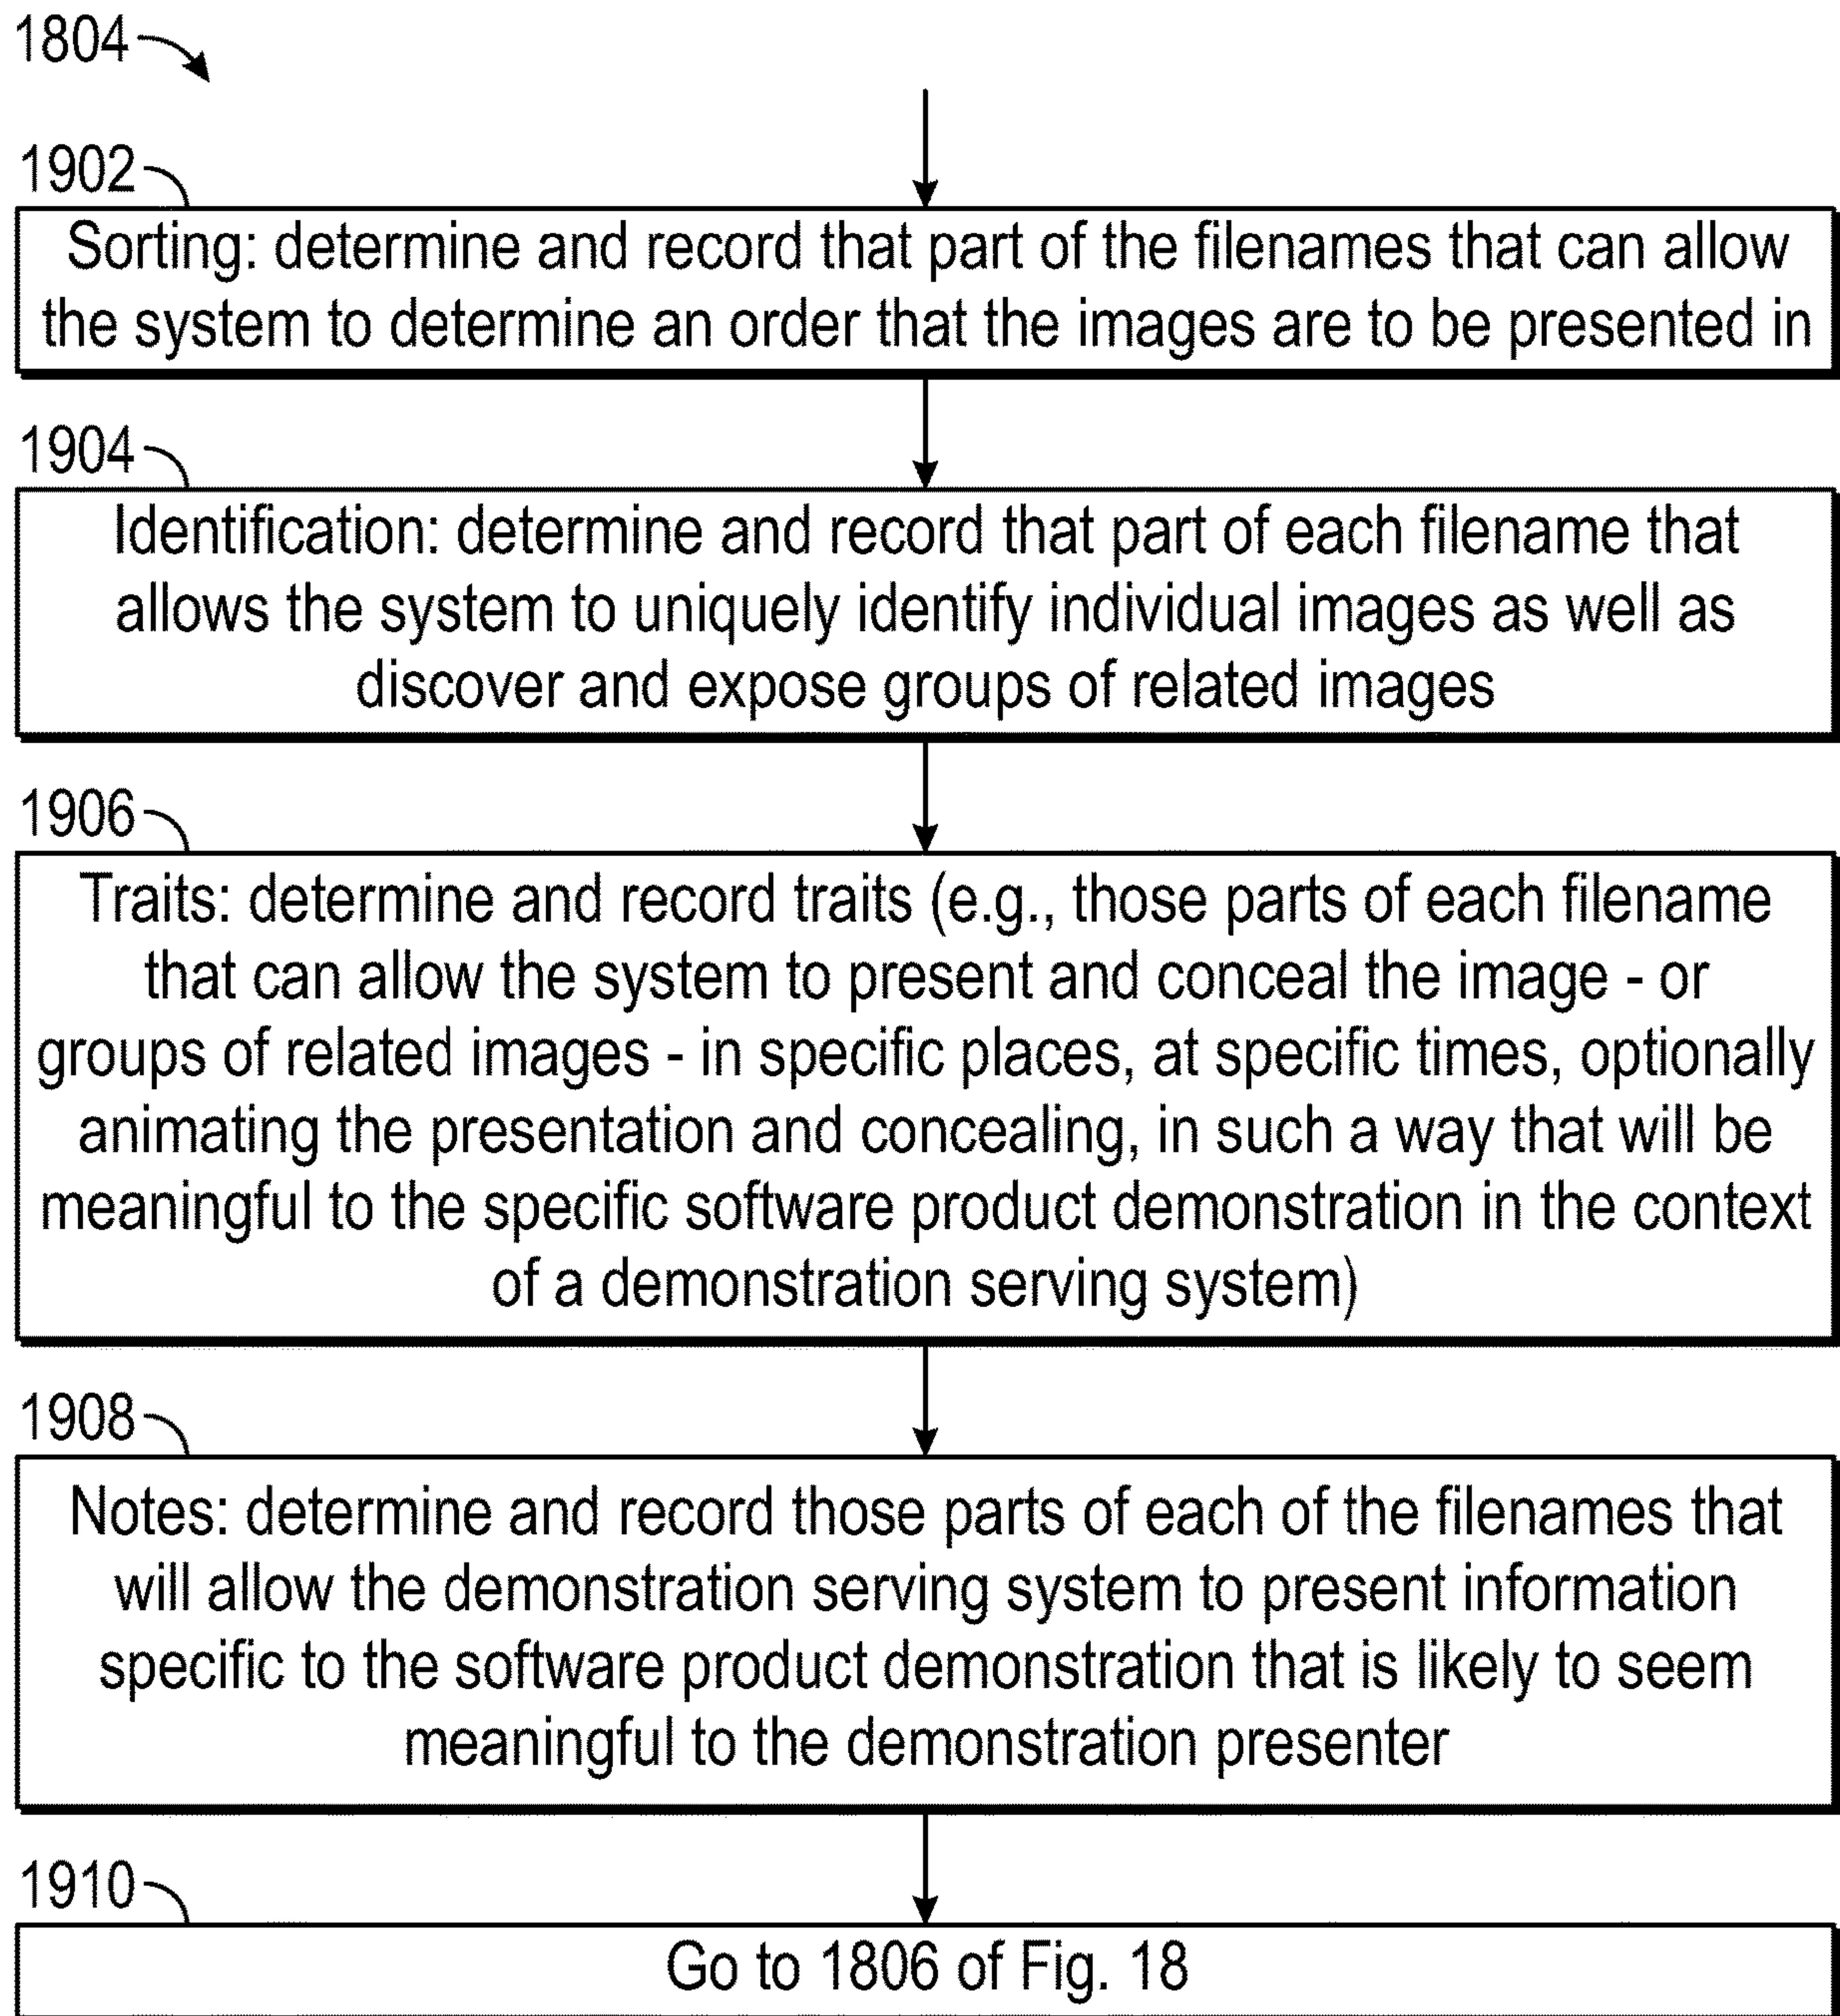 1804
1902
Sorting: determine and record that part of the filenames that can allow
the system to determine an order that the images are to be presented in
1904
Identification: determine and record that part of each filename that
allows the system to uniquely identify individual images as well as
discover and expose groups of related images
1906
Traits: determine and record traits (e.g., those parts of each filename
that can allow the system to present and conceal the image - or
groups of related images - in specific places, at specific times, optionally
animating the presentation and concealing, in such a way that will be
meaningful to the specific software product demonstration in the context
of a demonstration serving system)
1908
Notes: determine and record those parts of each of the filenames that
will allow the demonstration serving system to present information
specific to the software product demonstration that is likely to seem
meaningful to the demonstration presenter
1910
Go to 1806 of Fig. 18